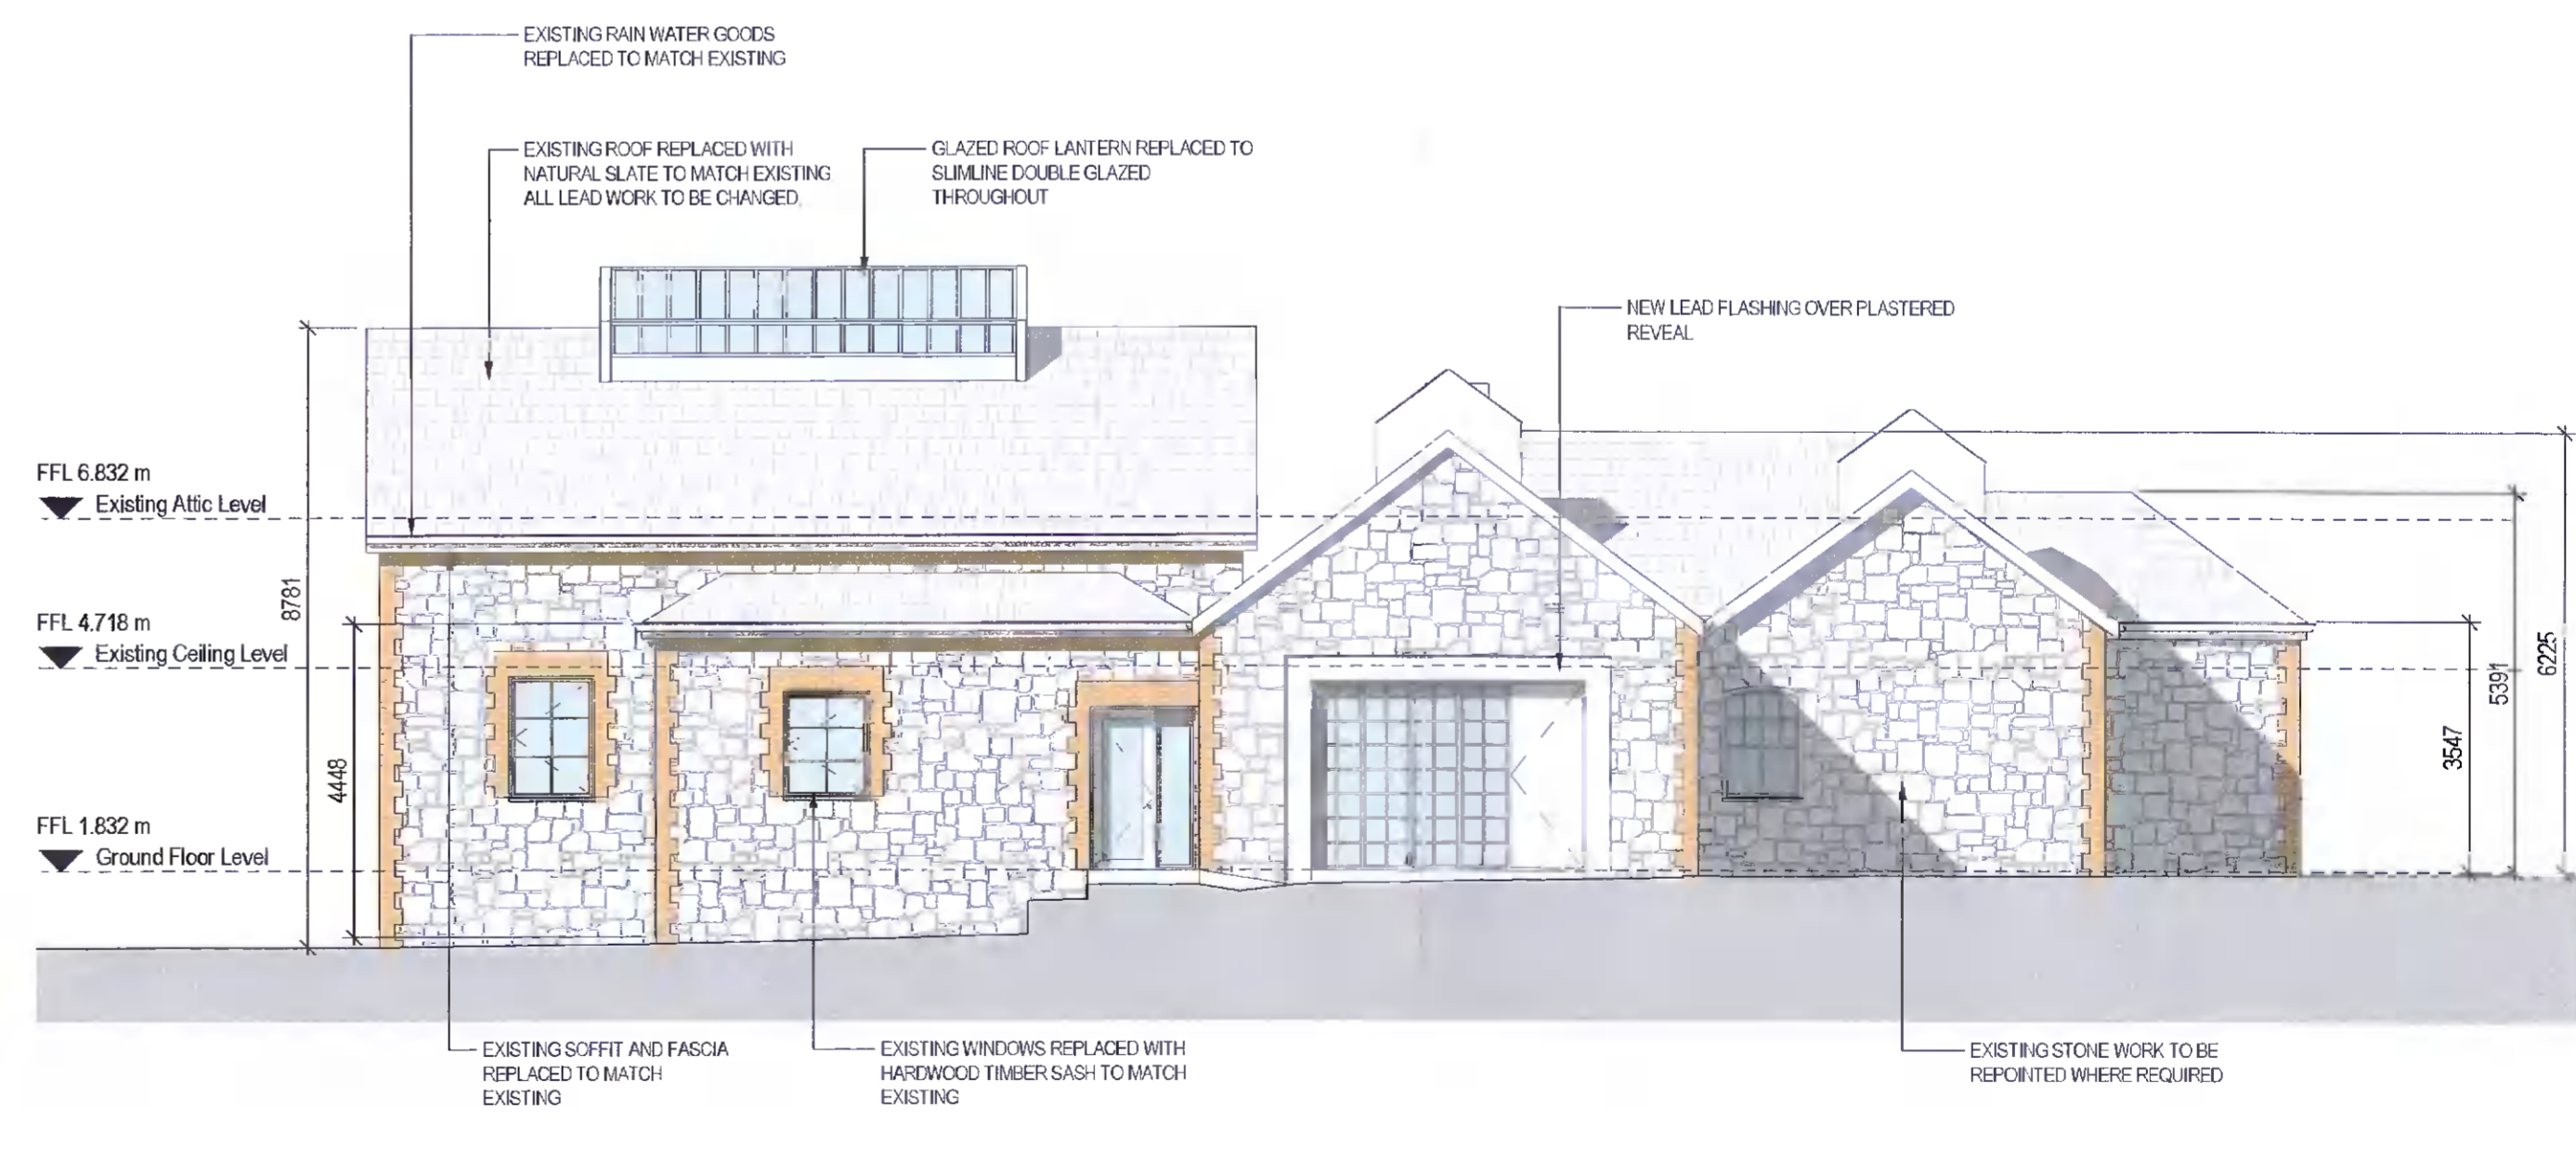 EXISTING RAIN WATER GOODS
REPLACED TO MATCH EXISTING
EXISTING ROOF REPLACED WITH
NATURAL SLATE TO MATCH EXISTING
ALL LEAD WORK TO BE CHANGED.
GLAZED ROOF LANTERN REPLACED TO
SLIMLINE DOUBLE GLAZED
THROUGHOUT
NEW LEAD FLASHING OVER PLASTERED
REVEAL
FFL 6.832 m
Existing Attic Level
FFL 4.718 m
Existing Ceiling Level
FFL 1.832 m
Ground Floor Level
8781
4448
3547
5391
6225
EXISTING SOFFIT AND FASCIA
REPLACED TO MATCH
EXISTING
EXISTING WINDOWS REPLACED WITH
HARDWOOD TIMBER SASH TO MATCH
EXISTING
EXISTING STONE WORK TO BE
REPOINTED WHERE REQUIRED